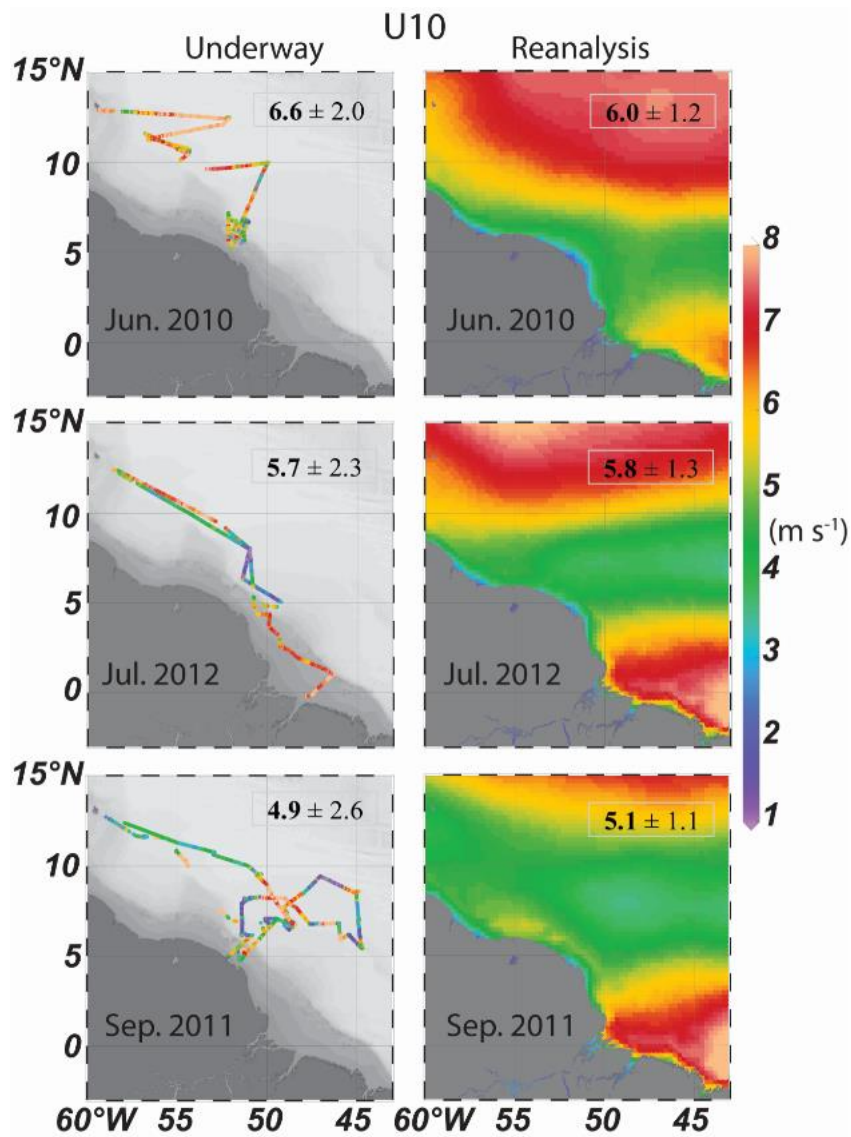 U10
Underway Reanalysis
15°N
10
5
0
6.6 ± 2.0
Jun. 2010
6.0 ± 1.2
Jun. 2010
15°N
10
5
0
5.7 ± 2.3
Jul. 2012
5.8 ± 1.3
Jul. 2012
15°N
10
5
0
4.9 ± 2.6
Sep. 2011
5.1 ± 1.1
Sep. 2011
60°W 55 50 45 60°W 55 50 45
8
7
6
5
(m s⁻¹)
4
3
2
1